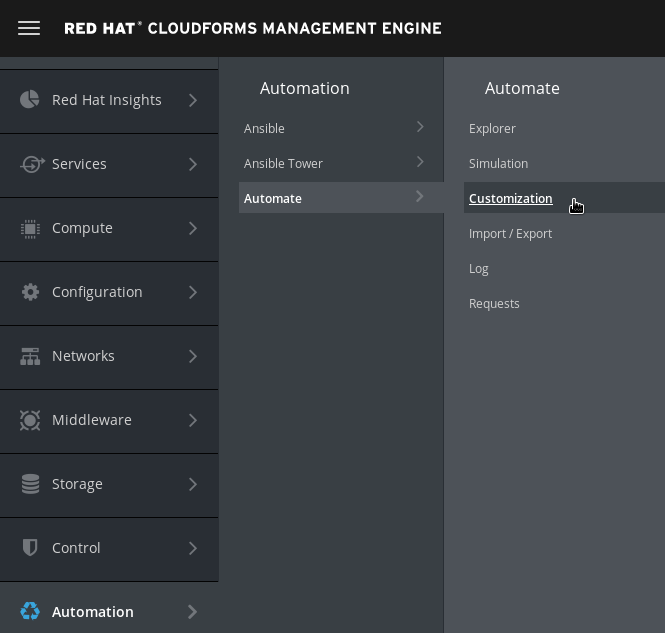 RED HAT® CLOUDFORMS MANAGEMENT ENGINE
Red Hat Insights
Services
Compute
Configuration
Networks
Middleware
Storage
Control
Automation
Automation
Ansible
Ansible Tower
Automate
Automate
Explorer
Simulation
Customization
Import / Export
Log
Requests